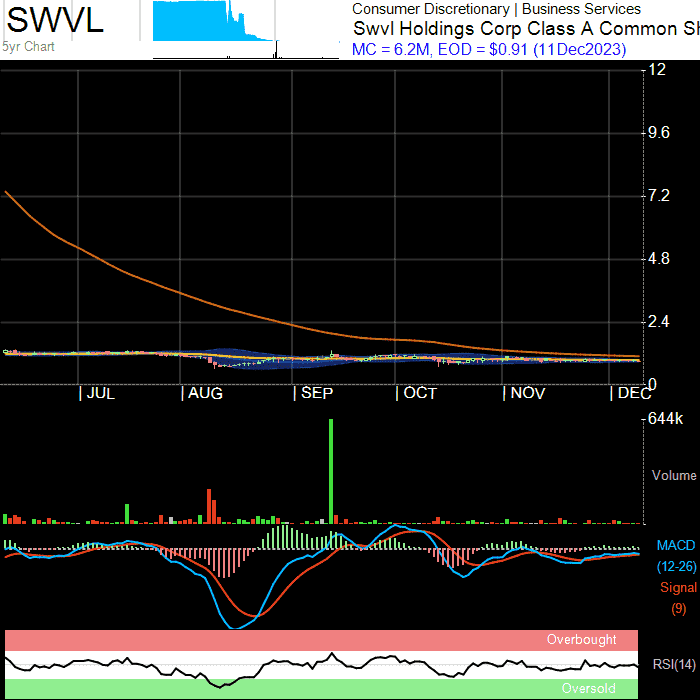 SWVL
5yr Chart
Consumer Discretionary | Business Services
Swvl Holdings Corp Class A Common Sh
MC = 6.2M, EOD = $0.91 (11Dec2023)
12
9.6
7.2
4.8
2.4
0
JUL
AUG
SEP
OCT
NOV
DEC
644k
Volume
MACD
(12-26)
Signal
(9)
Overbought
RSI(14)
Oversold